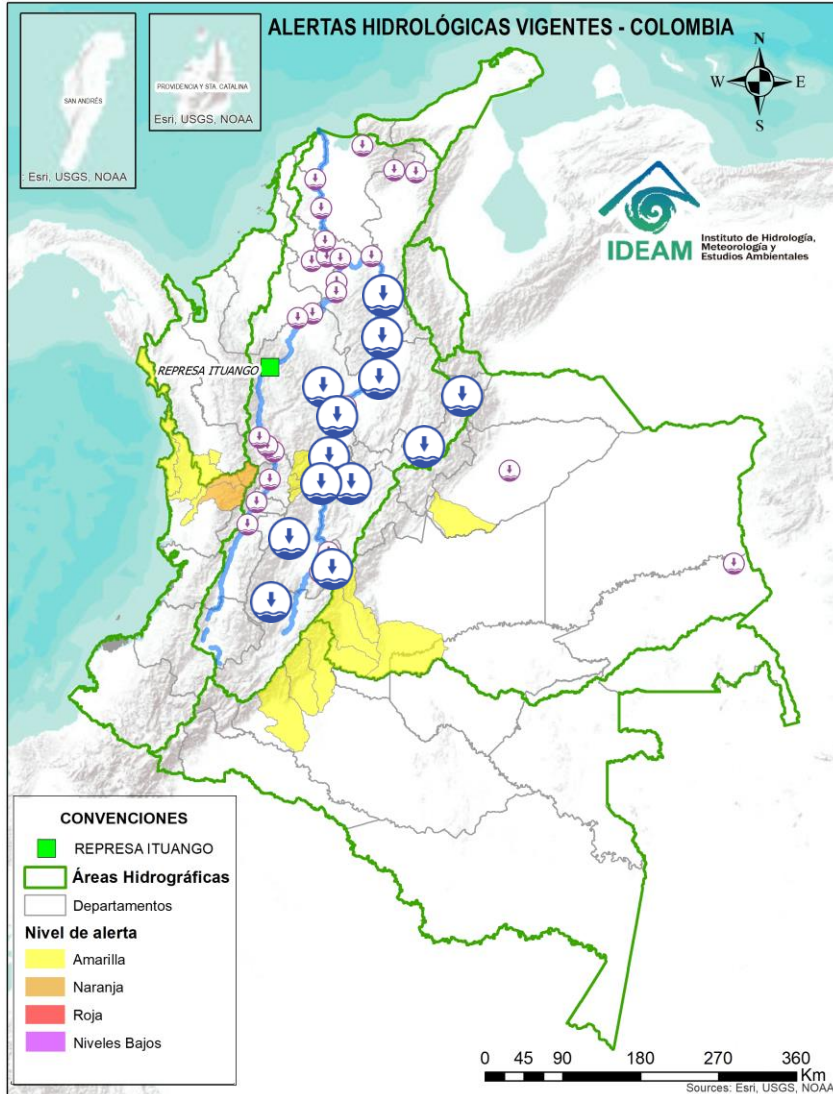 ALERTAS HIDROLÓGICAS VIGENTES - COLOMBIA
SAN ANDRÉS
: Esri, USGS, NOAA
PROVIDENCIA Y STA. CATALINA
Esri, USGS, NOAA
N
W
E
S
IDEAM
Instituto de Hidrología,
Meteorología y
Estudios Ambientales
REPRESA ITUANGO
CONVENCIONES
REPRESA ITUANGO
Áreas Hidrográficas
Departamentos
Nivel de alerta
Amarilla
Naranja
Roja
Niveles Bajos
0 45 90 180 270 360
Km
Sources: Esri, USGS, NOAA